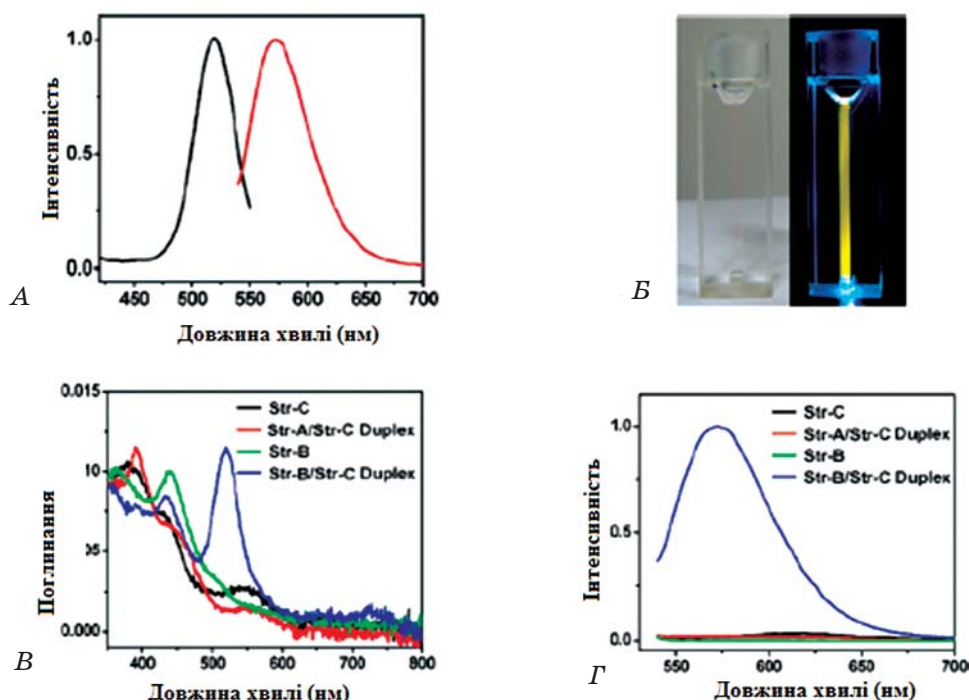 1.0
0.5
0.0
Інтенсивність
450 500 550 600 650 700
Довжина хвилі (нм)
А
Б
0.015
10
05
0.000
Поглинання
Str-C
Str-A/Str-C Duplex
Str-B
Str-B/Str-C Duplex
400 500 600 700 800
Довжина хвилі (нм)
В
1.0
0.5
0.0
Інтенсивність
Str-C
Str-A/Str-C Duplex
Str-B
Str-B/Str-C Duplex
550 600 650 700
Довжина хвилі (нм)
Г